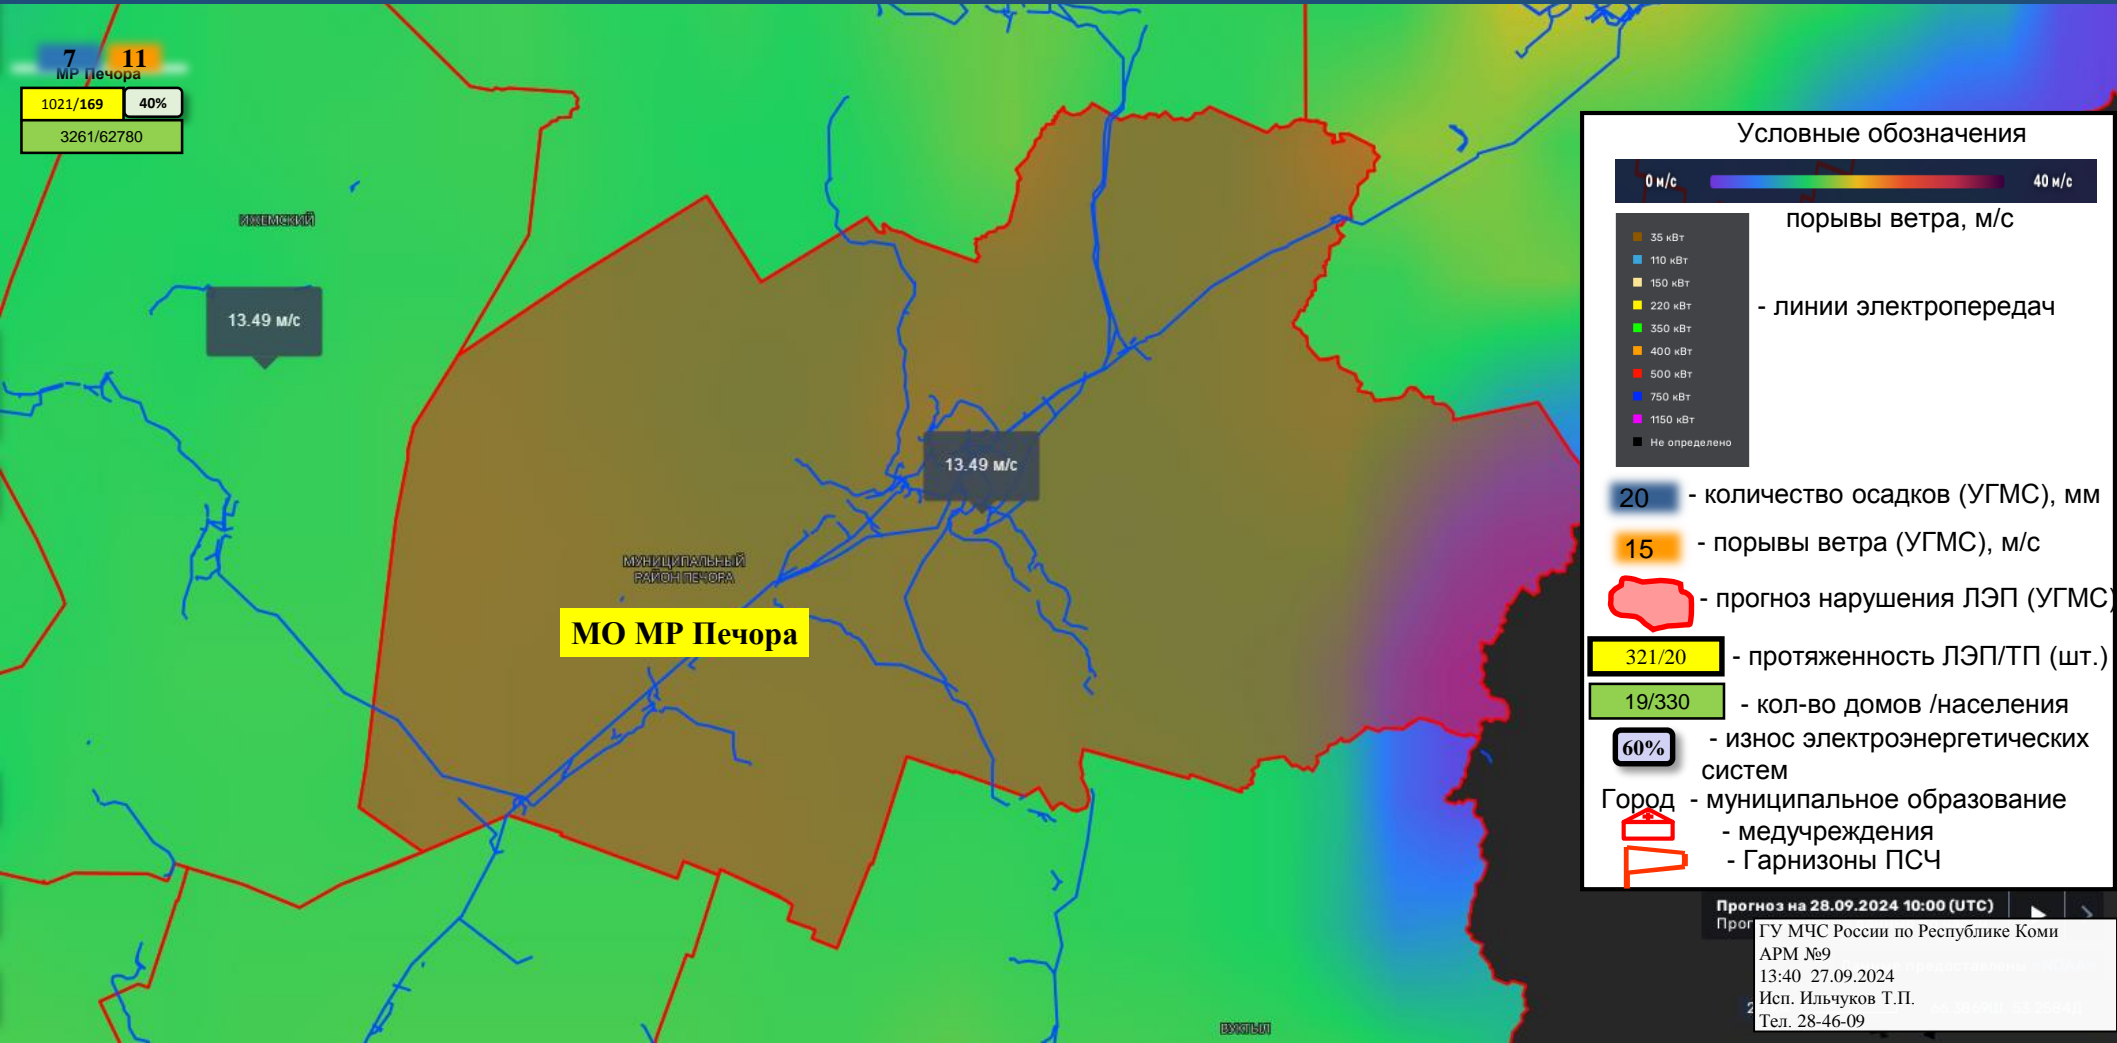 7 11
МР Печора
1021/169 40%
3261/62780
ИЖЕМСКИЙ
13.49 м/с
13.49 м/с
МУНИЦИПАЛЬНЫЙ
РАЙОН ПЕЧОРА
МО МР Печора
ВУКТЫЛ
Условные обозначения
0 м/с 40 м/с
порывы ветра, м/с
35 кВт
110 кВт
150 кВт
220 кВт
350 кВт
400 кВт
500 кВт
750 кВт
1150 кВт
Не определено
- линии электропередач
20 - количество осадков (УГМС), мм
15 - порывы ветра (УГМС), м/с
- прогноз нарушения ЛЭП (УГМС)
321/20 - протяженность ЛЭП/ТП (шт.)
19/330 - кол-во домов /населения
60% - износ электроэнергетических
систем
Город - муниципальное образование
- медучреждения
- Гарнизоны ПСЧ
Прогноз на 28.09.2024 10:00 (UTC)
ГУ МЧС России по Республике Коми
АРМ №9
13:40 27.09.2024
Исп. Ильчуков Т.П.
Тел. 28-46-09